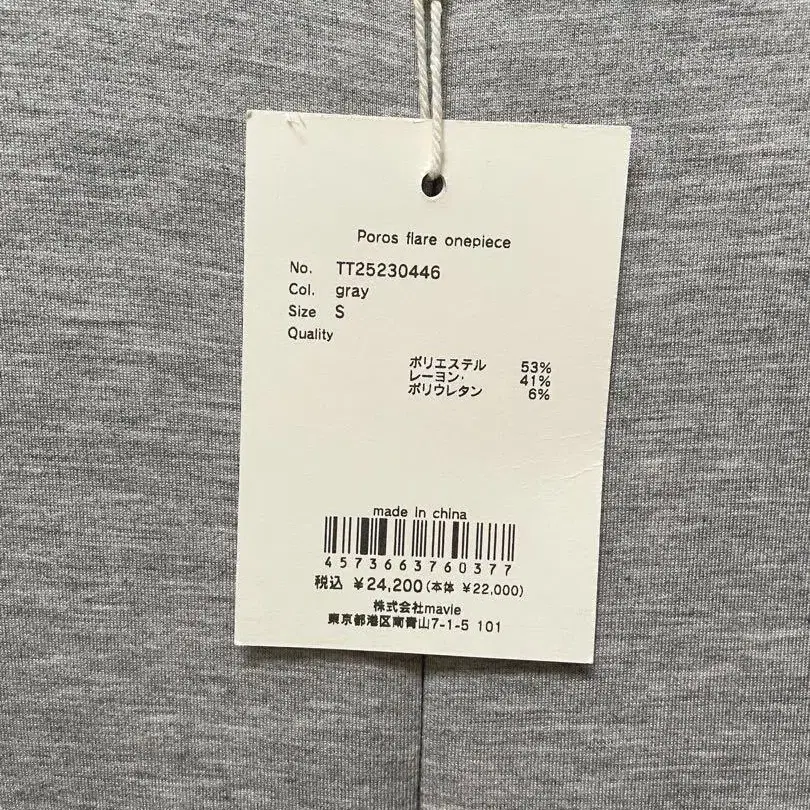 Poros flare onepiece
No. TT25230446
Col. gray
Size S
Quality
ポリエステル 53%
レーヨン・ 41%
ポリウレタン 6%
made in china
4573663760377
税込 ¥24,200(本体 ¥22,000)
株式会社mavie
東京都港区南青山7-1-5 101